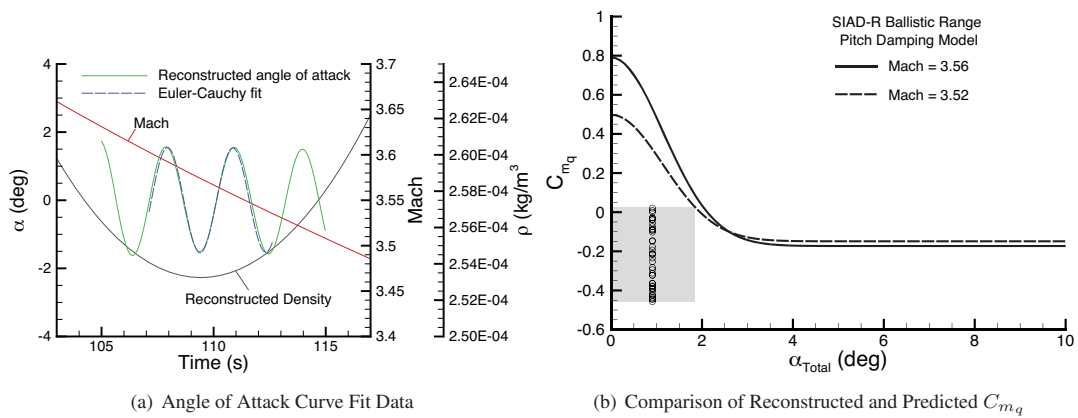 4
2
0
-2
-4
α (deg)
Reconstructed angle of attack
Euler-Cauchy fit
Mach
Reconstructed Density
105
110
115
Time (s)
3.7
3.65
3.6
3.55
3.5
3.45
3.4
Mach
2.64E-04
2.62E-04
2.60E-04
2.58E-04
2.56E-04
2.54E-04
2.53E-04
2.50E-04
ρ (kg/m³)
(a) Angle of Attack Curve Fit Data
1
0.8
0.6
0.4
0.2
0
-0.2
-0.4
-0.6
C_mq
SIAD-R Ballistic Range
Pitch Damping Model
Mach = 3.56
Mach = 3.52
0
2
4
6
8
10
α_Total (deg)
(b) Comparison of Reconstructed and Predicted C_mq